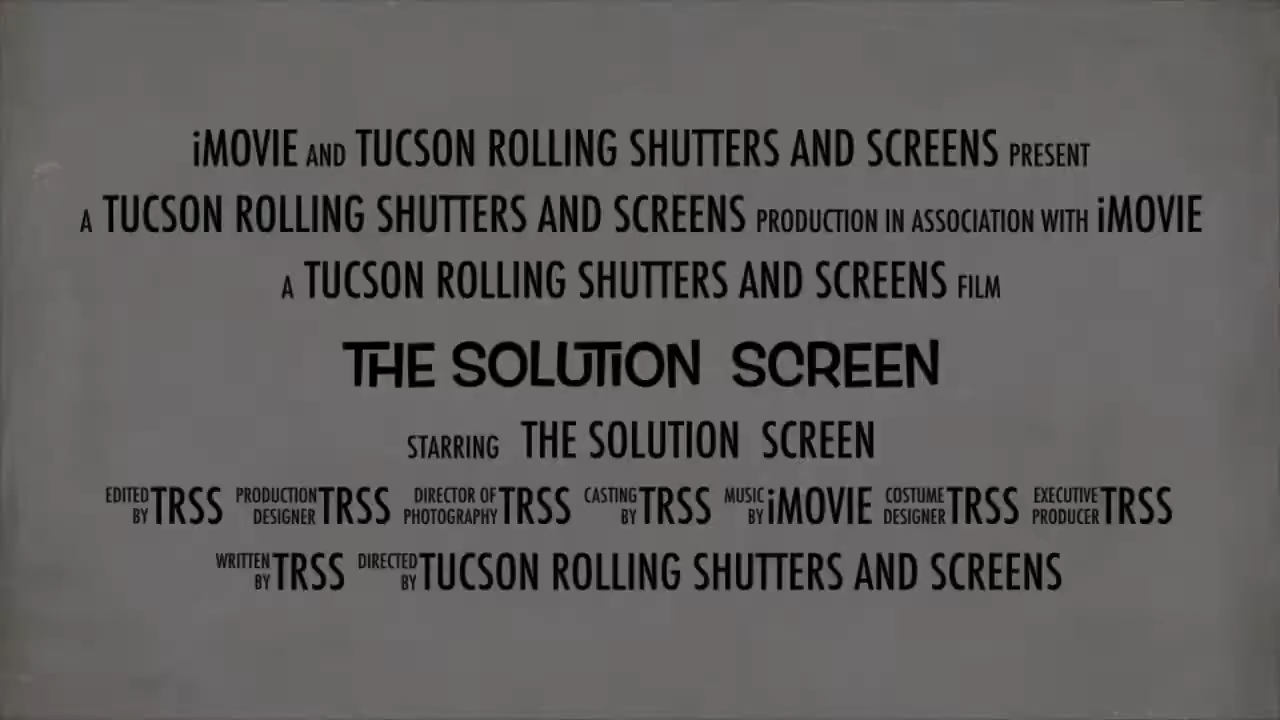 iMOVIE AND TUCSON ROLLING SHUTTERS AND SCREENS PRESENT
A TUCSON ROLLING SHUTTERS AND SCREENS PRODUCTION IN ASSOCIATION WITH iMOVIE
A TUCSON ROLLING SHUTTERS AND SCREENS FILM
THE SOLUTION SCREEN
STARRING THE SOLUTION SCREEN
EDITED BY TRSS PRODUCTION DESIGNER TRSS DIRECTOR OF PHOTOGRAPHY TRSS CASTING BY TRSS MUSIC BY iMOVIE COSTUME DESIGNER TRSS EXECUTIVE PRODUCER TRSS
WRITTEN BY TRSS DIRECTED BY TUCSON ROLLING SHUTTERS AND SCREENS